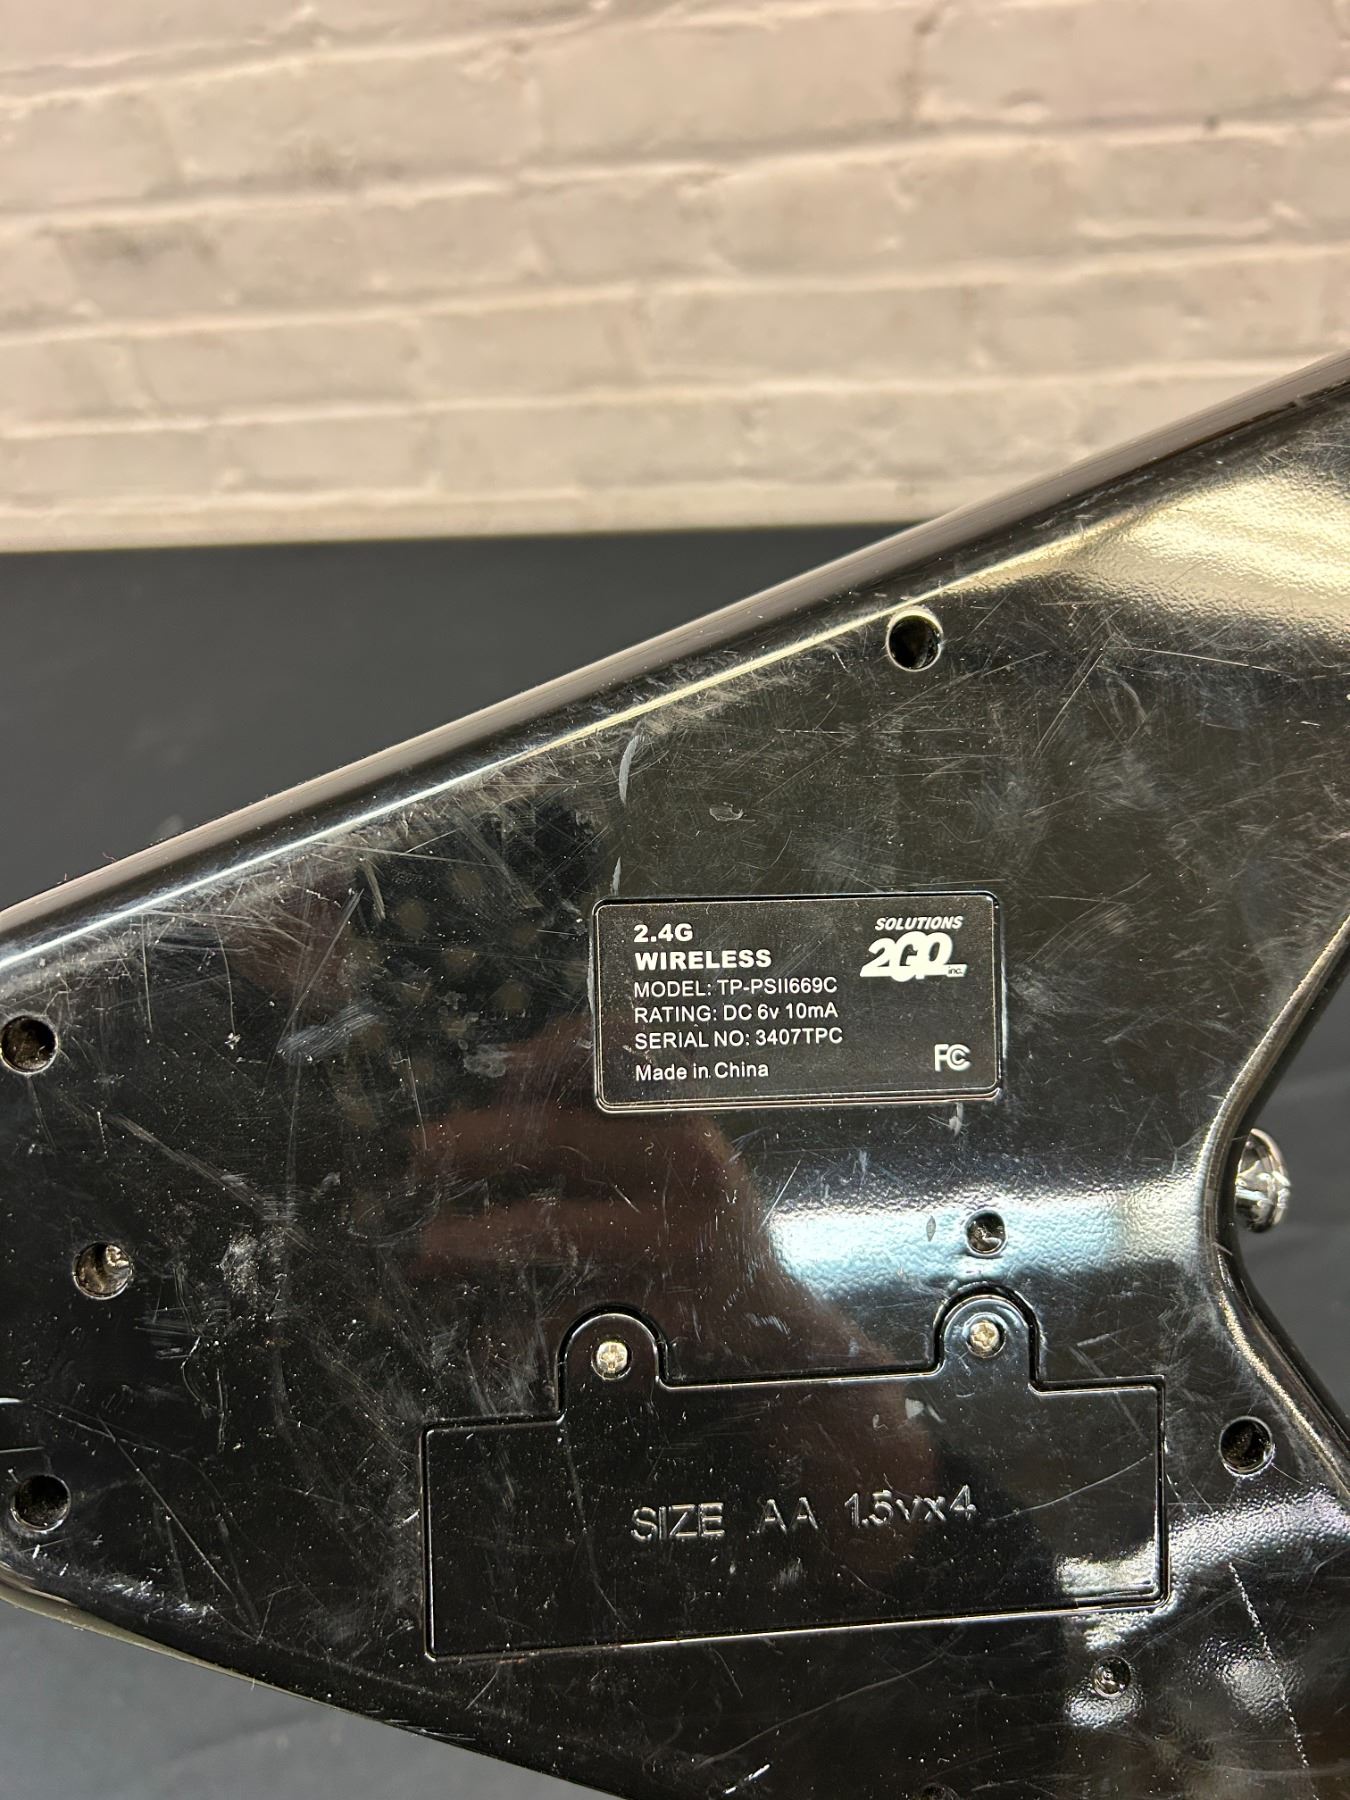 2.4G
WIRELESS
MODEL: TP-PSII669C
RATING: DC 6v 10mA
SERIAL NO: 3407TPC
Made in China
SOLUTIONS
2GO inc.
FC
SIZE AA 1.5vx4